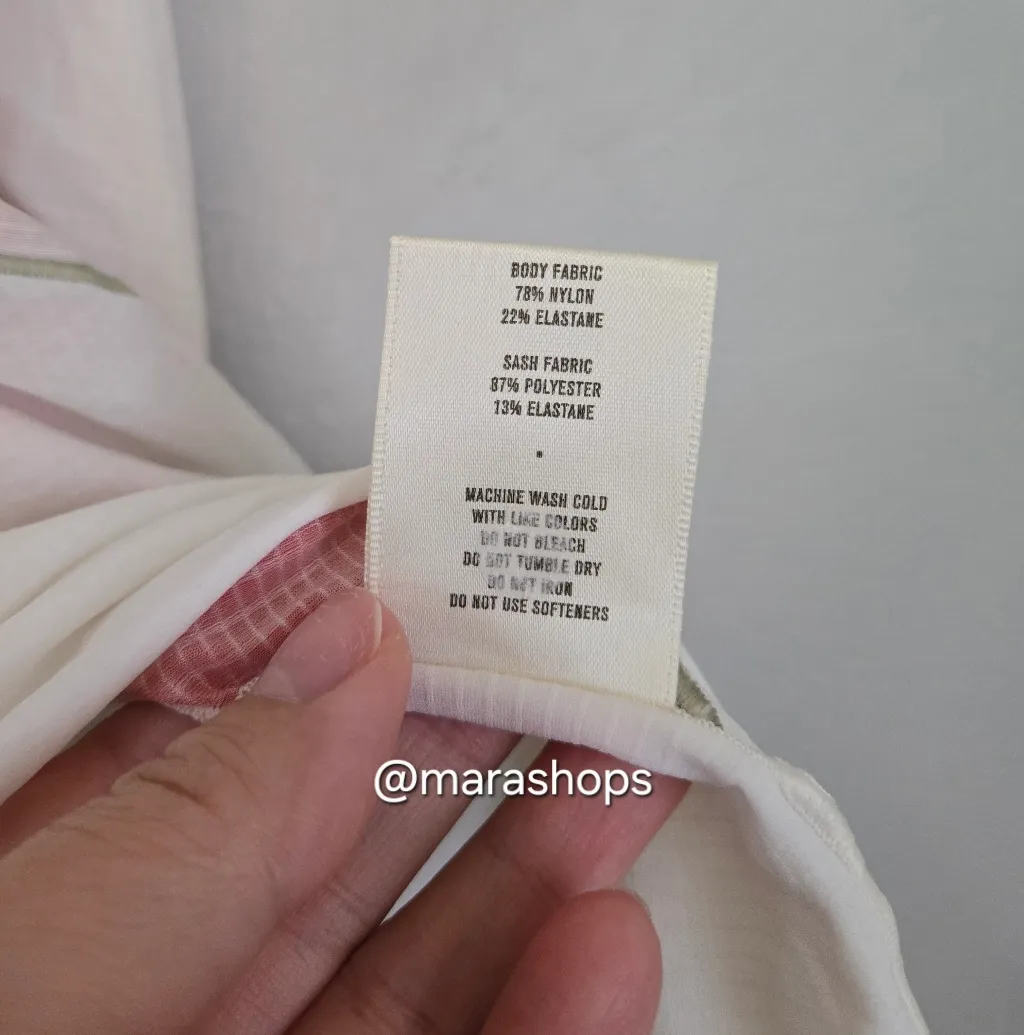 BODY FABRIC
78% NYLON
22% ELASTANE
SASH FABRIC
87% POLYESTER
13% ELASTANE
MACHINE WASH COLD
WITH LIKE COLORS
DO NOT BLEACH
DO NOT TUMBLE DRY
DO NOT IRON
DO NOT USE SOFTENERS
@marashops